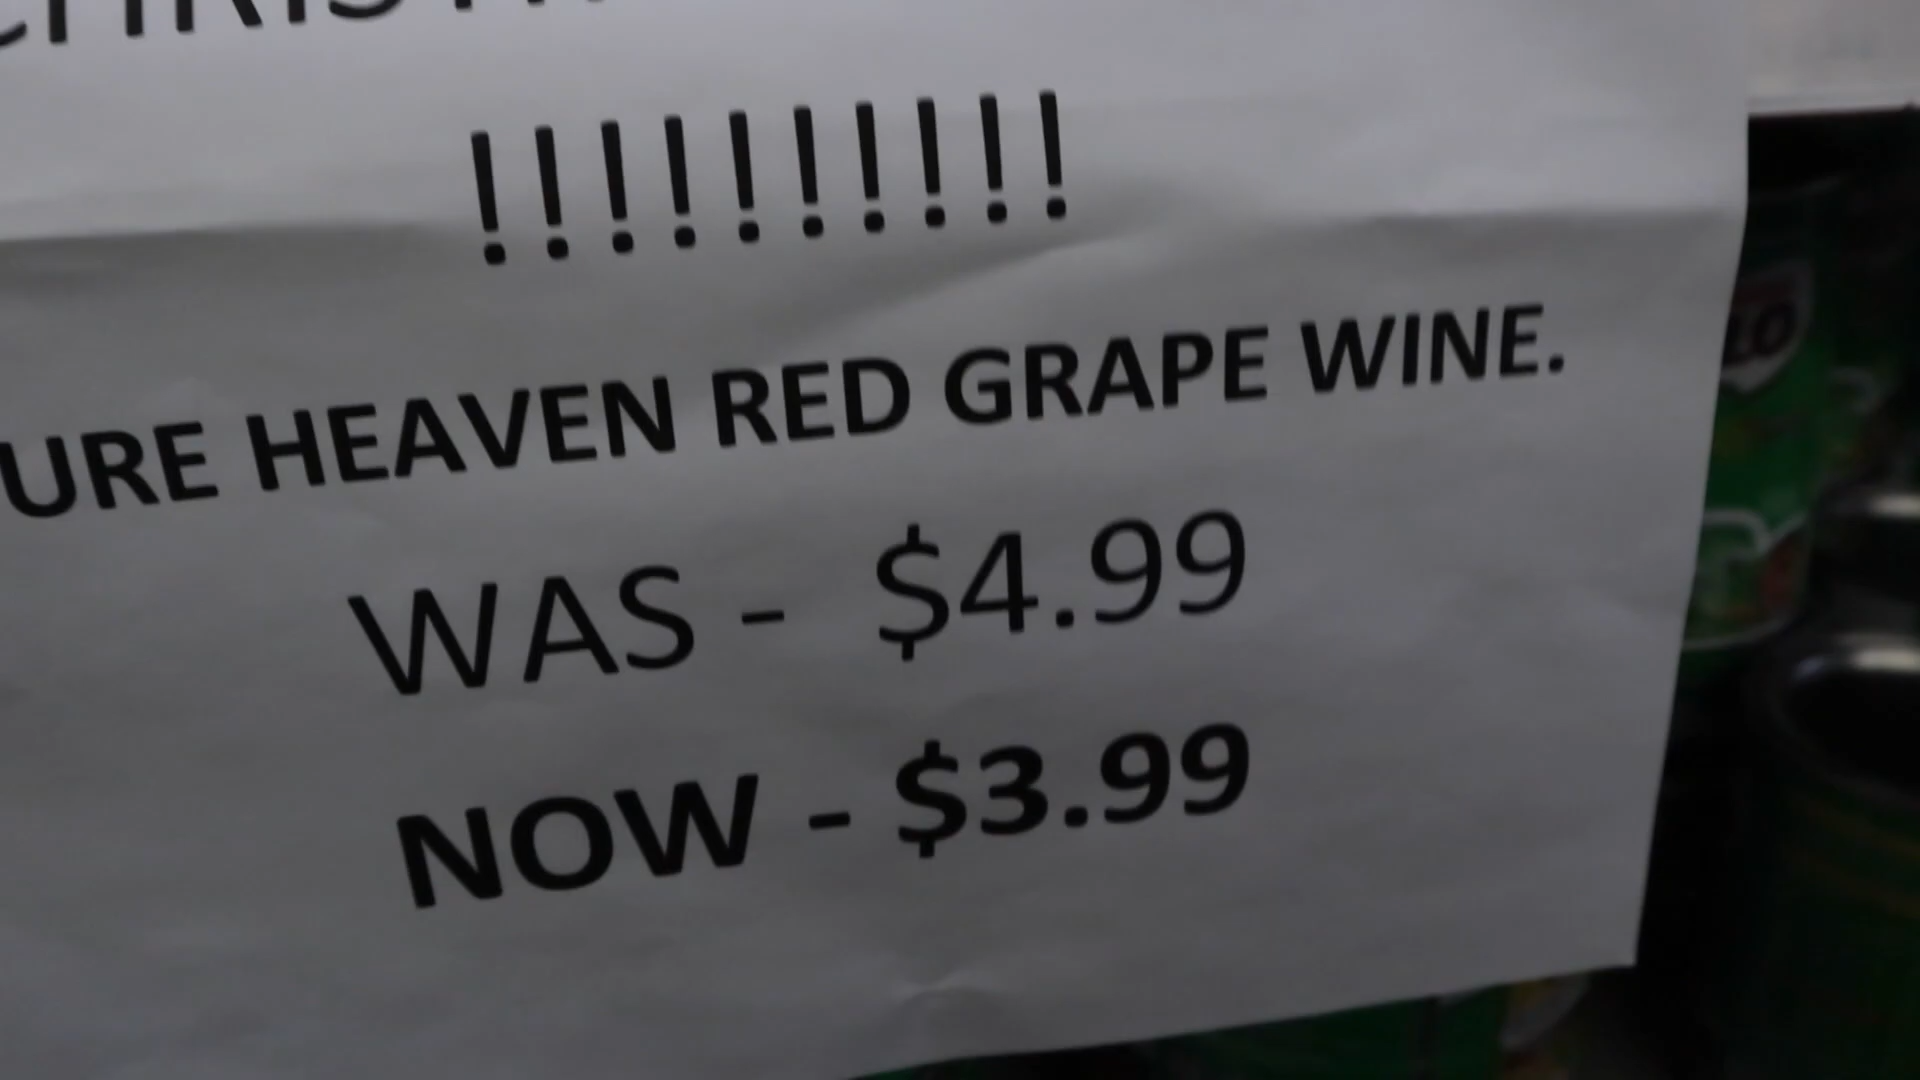 !!!!!!!!!!
URE HEAVEN RED GRAPE WINE.
WAS - $4.99
NOW - $3.99